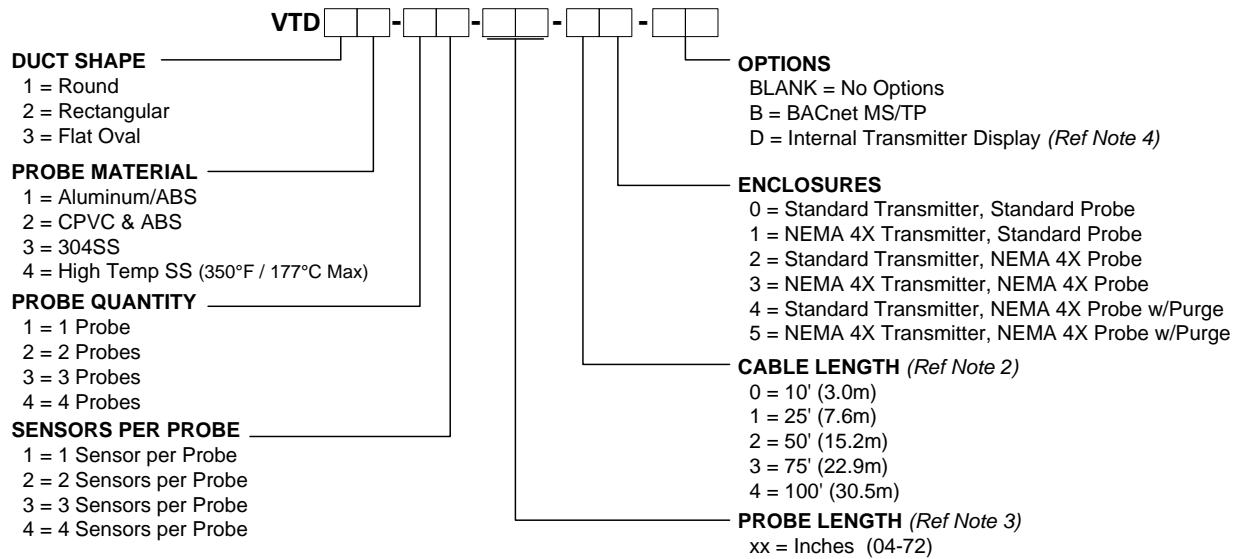 VTD - - - -
DUCT SHAPE
1 = Round
2 = Rectangular
3 = Flat Oval
PROBE MATERIAL
1 = Aluminum/ABS
2 = CPVC & ABS
3 = 304SS
4 = High Temp SS (350°F / 177°C Max)
PROBE QUANTITY
1 = 1 Probe
2 = 2 Probes
3 = 3 Probes
4 = 4 Probes
SENSORS PER PROBE
1 = 1 Sensor per Probe
2 = 2 Sensors per Probe
3 = 3 Sensors per Probe
4 = 4 Sensors per Probe
OPTIONS
BLANK = No Options
B = BACnet MS/TP
D = Internal Transmitter Display (Ref Note 4)
ENCLOSURES
0 = Standard Transmitter, Standard Probe
1 = NEMA 4X Transmitter, Standard Probe
2 = Standard Transmitter, NEMA 4X Probe
3 = NEMA 4X Transmitter, NEMA 4X Probe
4 = Standard Transmitter, NEMA 4X Probe w/Purge
5 = NEMA 4X Transmitter, NEMA 4X Probe w/Purge
CABLE LENGTH (Ref Note 2)
0 = 10' (3.0m)
1 = 25' (7.6m)
2 = 50' (15.2m)
3 = 75' (22.9m)
4 = 100' (30.5m)
PROBE LENGTH (Ref Note 3)
xx = Inches (04-72)